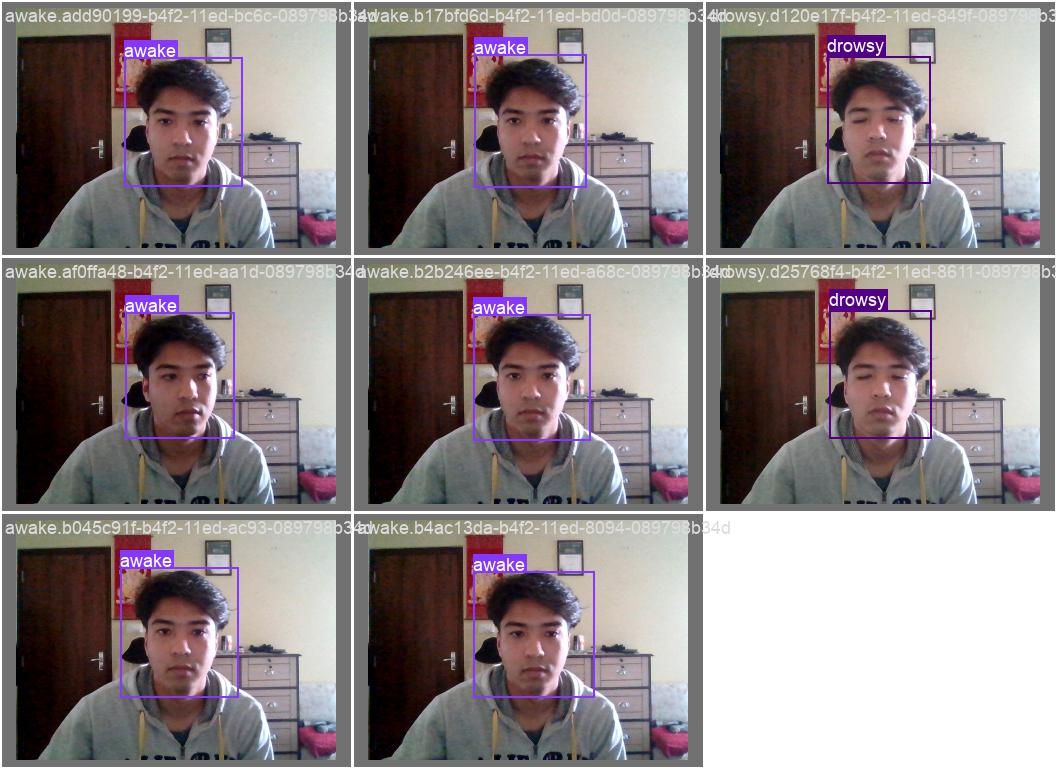 awake.add90199-b4f2-11ed-bc6c-089798b34d
awake
awake.b17bfd6d-b4f2-11ed-bd0d-089798b34d
awake
drowsy.d120e17f-b4f2-11ed-849f-089798b3
drowsy
awake.af0ffa48-b4f2-11ed-aa1d-089798b34d
awake
awake.b2b246ee-b4f2-11ed-a68c-089798b34d
awake
drowsy.d25768f4-b4f2-11ed-8611-089798b3
drowsy
awake.b045c91f-b4f2-11ed-ac93-089798b34d
awake
awake.b4ac13da-b4f2-11ed-8094-089798b34d
awake